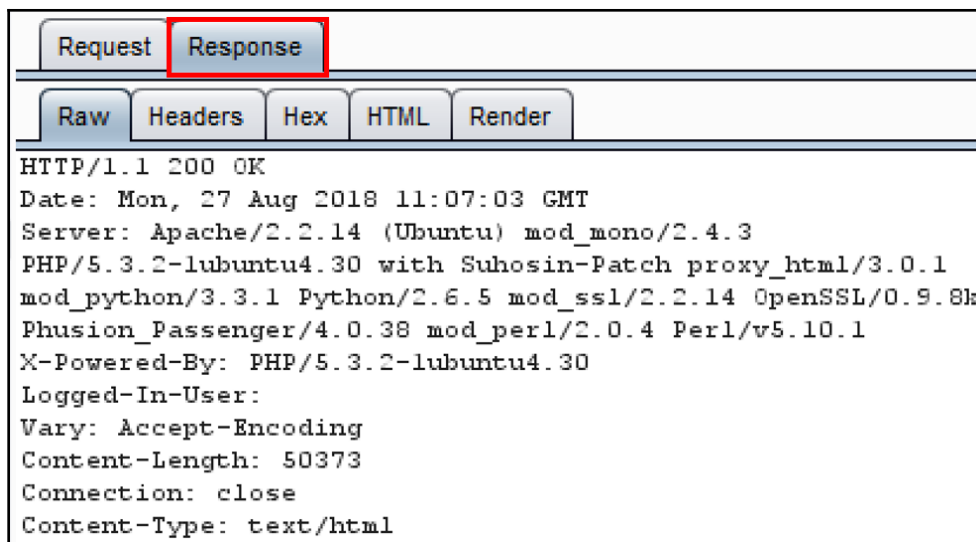 Request Response
Raw Headers Hex HTML Render
HTTP/1.1 200 OK
Date: Mon, 27 Aug 2018 11:07:03 GMT
Server: Apache/2.2.14 (Ubuntu) mod_mono/2.4.3
PHP/5.3.2-1ubuntu4.30 with Suhosin-Patch proxy_html/3.0.1
mod_python/3.3.1 Python/2.6.5 mod_ssl/2.2.14 OpenSSL/0.9.8k
Phusion_Passenger/4.0.38 mod_perl/2.0.4 Perl/v5.10.1
X-Powered-By: PHP/5.3.2-1ubuntu4.30
Logged-In-User:
Vary: Accept-Encoding
Content-Length: 50373
Connection: close
Content-Type: text/html